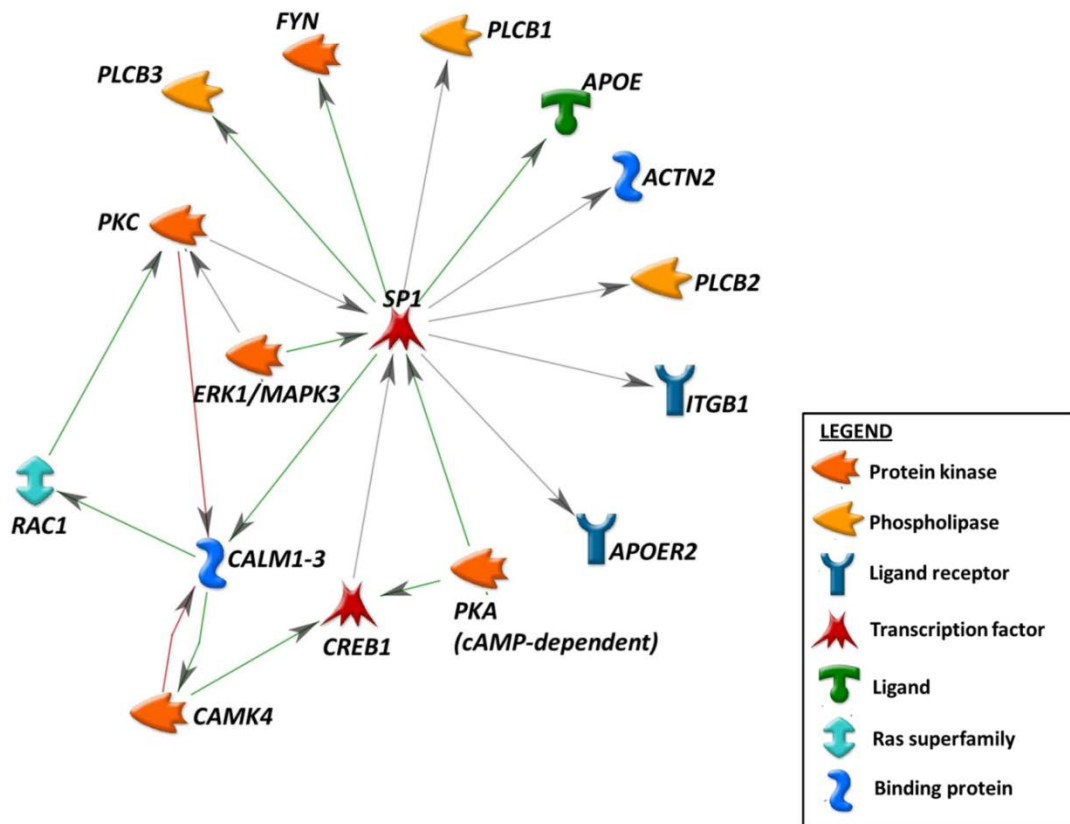 FYN
PLCB1
PLCB3
APOE
ACTN2
PKC
PLCB2
SP1
ERK1/MAPK3
ITGB1
RAC1
CALM1-3
APOER2
CREB1
PKA
(cAMP-dependent)
CAMK4
LEGEND
Protein kinase
Phospholipase
Ligand receptor
Transcription factor
Ligand
Ras superfamily
Binding protein